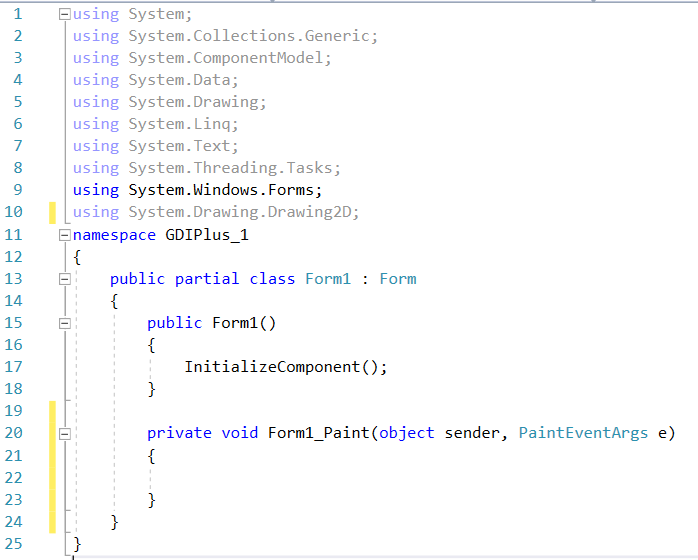 1 using System;
2 using System.Collections.Generic;
3 using System.ComponentModel;
4 using System.Data;
5 using System.Drawing;
6 using System.Linq;
7 using System.Text;
8 using System.Threading.Tasks;
9 using System.Windows.Forms;
10 using System.Drawing.Drawing2D;
11 namespace GDIPlus_1
12 {
13 public partial class Form1 : Form
14 {
15 public Form1()
16 {
17 InitializeComponent();
18 }
19
20 private void Form1_Paint(object sender, PaintEventArgs e)
21 {
22
23 }
24 }
25 }